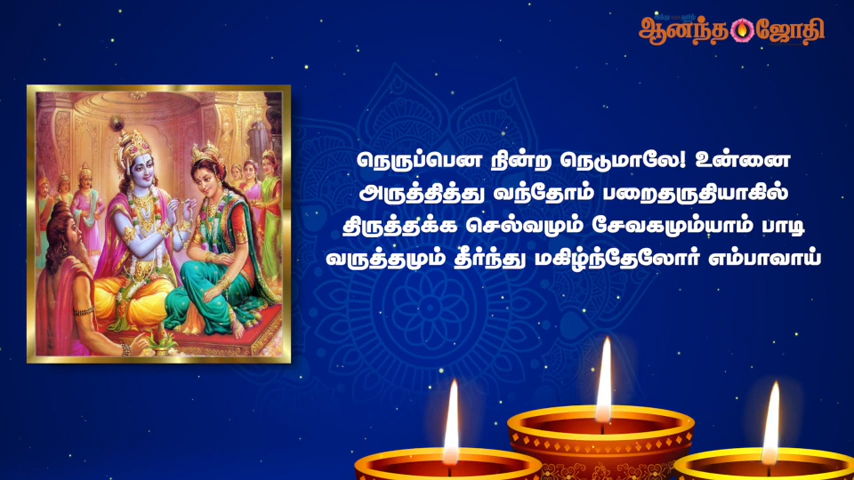 ஆனந்த ஜோதி
நெருப்பென நின்ற நெடுமாலே! உன்னை
அருத்தித்து வந்தோம் பறைதருதியாகில்
திருத்தக்க செல்வமும் சேவகமும்யாம் பாடி
வருத்தமும் தீர்ந்து மகிழ்ந்தேலோர் எம்பாவாய்